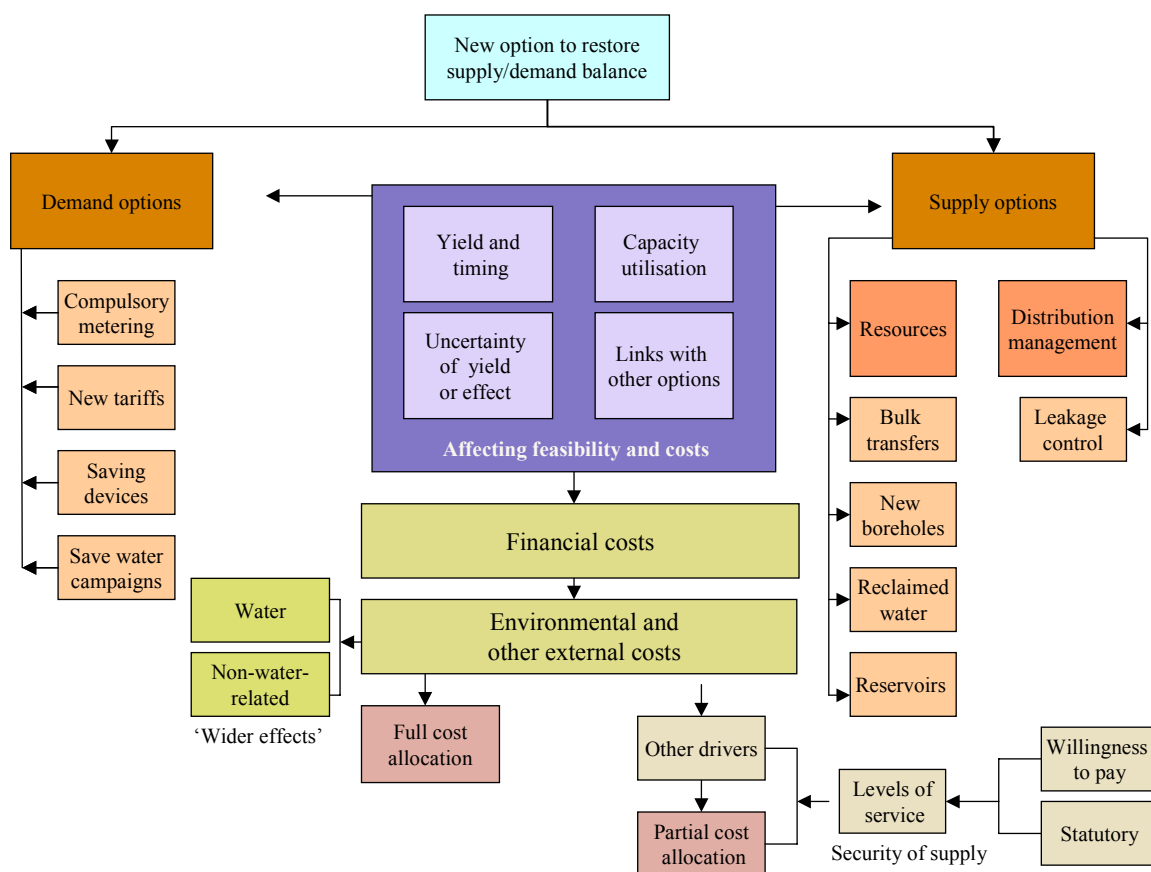 New option to restore
supply/demand balance
Demand options
Supply options
Yield and
timing
Capacity
utilisation
Uncertainty
of yield
or effect
Links with
other options
Affecting feasibility and costs
Compulsory
metering
New tariffs
Saving
devices
Save water
campaigns
Resources
Distribution
management
Bulk
transfers
Leakage
control
New
boreholes
Reclaimed
water
Reservoirs
Financial costs
Environmental and
other external costs
Water
Non-water-
related
‘Wider effects’
Full cost
allocation
Other drivers
Partial cost
allocation
Levels of
service
Security of supply
Willingness
to pay
Statutory